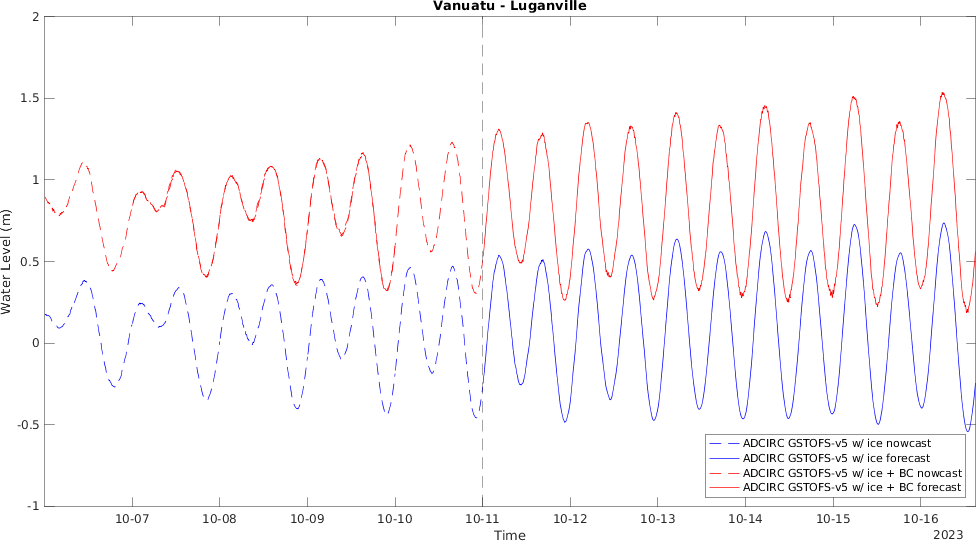 Vanuatu - Luganville
2
1.5
1
0.5
0
-0.5
-1
Water Level (m)
10-07 10-08 10-09 10-10 10-11 10-12 10-13 10-14 10-15 10-16
Time
2023
ADCIRC GSTOFS-v5 w/ ice nowcast
ADCIRC GSTOFS-v5 w/ ice forecast
ADCIRC GSTOFS-v5 w/ ice + BC nowcast
ADCIRC GSTOFS-v5 w/ ice + BC forecast